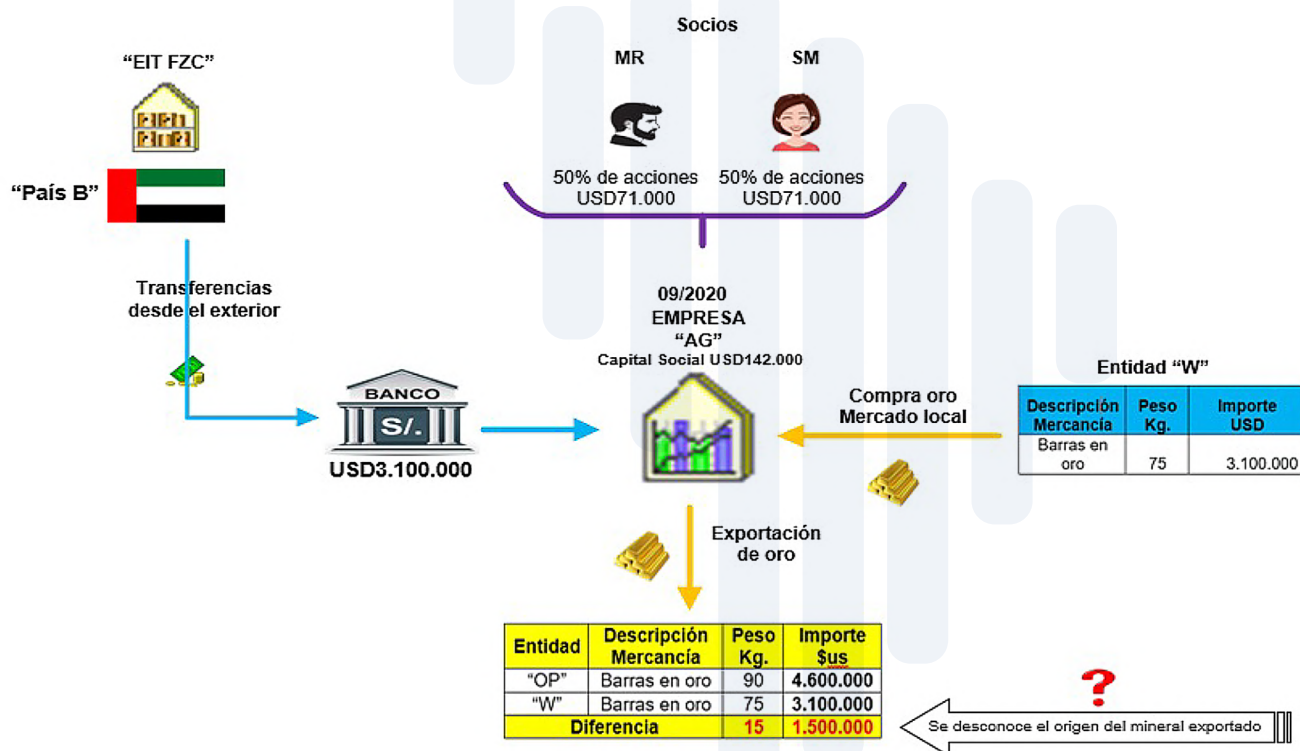 Socios
MR
SM
50% de acciones
USD71.000
50% de acciones
USD71.000
“EIT FZC”
“País B”
Transferencias
desde el exterior
BANCO
S/.
USD3.100.000
09/2020
EMPRESA
“AG”
Capital Social USD142.000
Compra oro
Mercado local
Entidad “W”
Descripción Mercancía Peso Kg. Importe USD
Barras en oro 75 3.100.000
Exportación
de oro
Entidad Descripción Mercancía Peso Kg. Importe $us
“OP” Barras en oro 90 4.600.000
“W” Barras en oro 75 3.100.000
Diferencia 15 1.500.000
?
Se desconoce el origen del mineral exportado